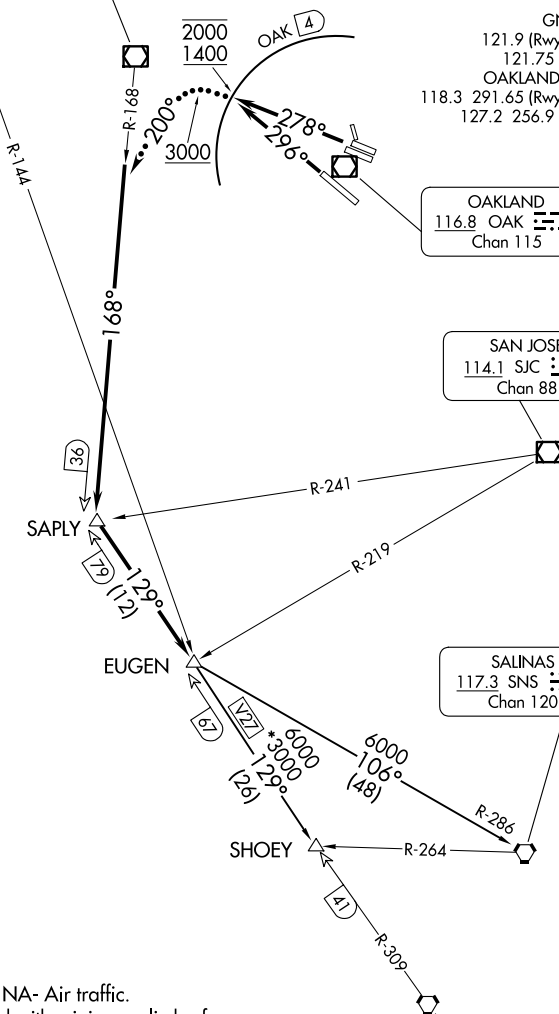 GN
121.9 (Rwy
121.75
OAKLAND
118.3 291.65 (Rwy
127.2 256.9
2000
1400
OAK 4
R-168
200°
3000
278°
296°
R-144
OAKLAND
116.8 OAK
Chan 115
168°
SAN JOSE
114.1 SJC
Chan 88
36
R-241
SAPLY
79
(12)
129°
R-219
EUGEN
67
SALINAS
117.3 SNS
Chan 120
V27
6000
*3000
129°
(26)
6000
106°
(48)
R-286
SHOEY
R-264
41
R-309
NA- Air traffic.